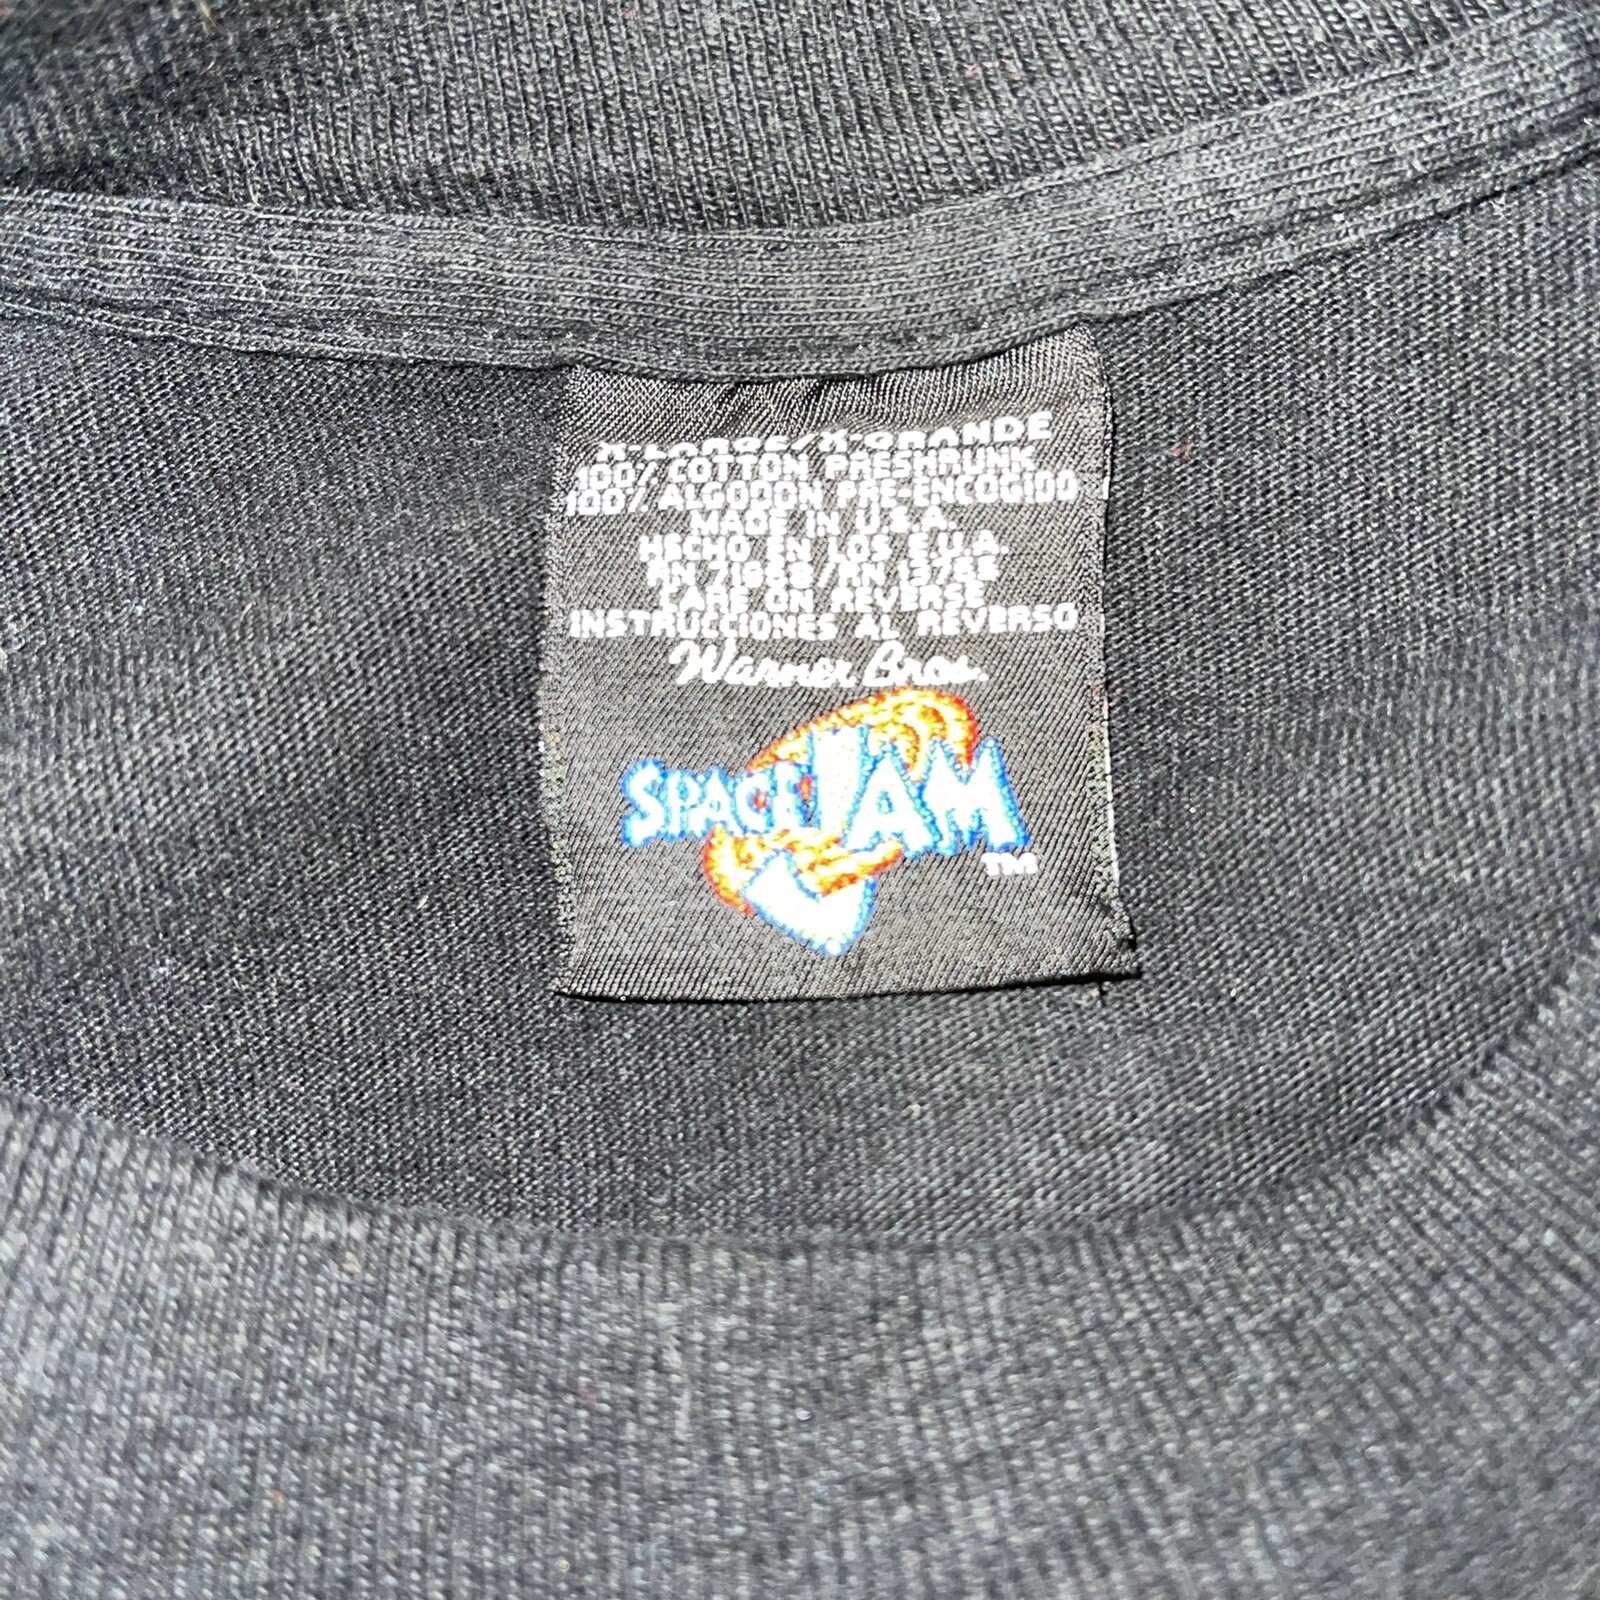 X-LARGE/X-GRANDE
100% COTTON PRESHRUNK
100% ALGODON PRE-ENCOGIDO
MADE IN U.S.A.
HECHO EN LOS E.U.A.
CARE ON REVERSE
INSTRUCCIONES AL REVERSO
Warner Bros.
SPACE JAM
TM